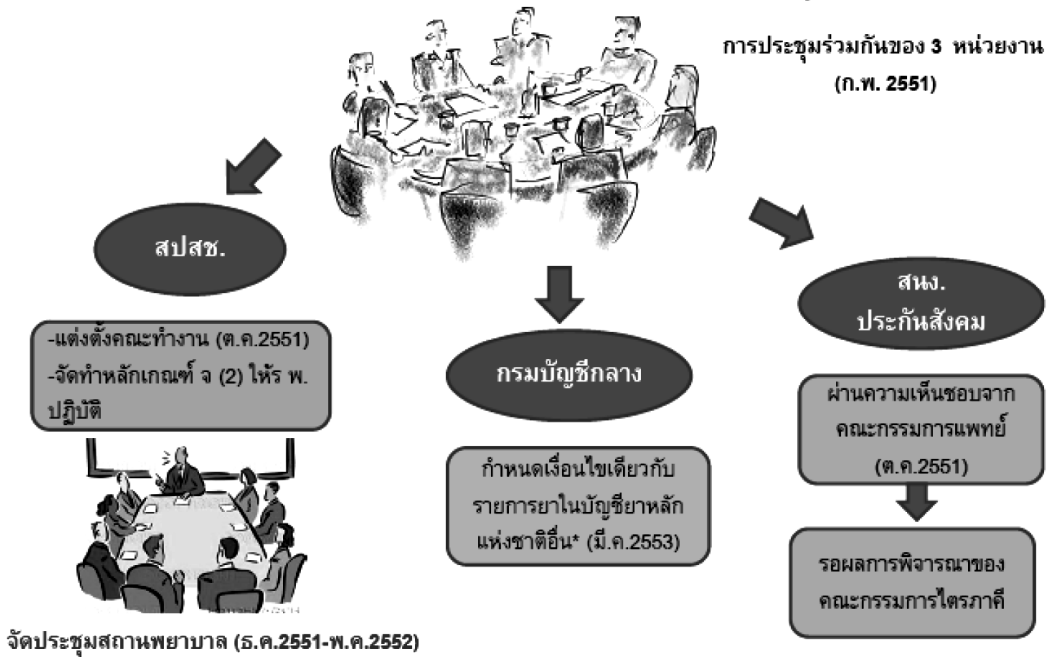 การประชุมร่วมกันของ 3 หน่วยงาน
(ก.พ. 2551)
สปสช.
-แต่งตั้งคณะทำงาน (ต.ค.2551)
-จัดทำหลักเกณฑ์ จ (2) ให้ร พ.
ปฏิบัติ
จัดประชุมสถานพยาบาล (ธ.ค.2551-พ.ค.2552)
กรมบัญชีกลาง
กำหนดเงื่อนไขเดียวกับ
รายการยาในบัญชียาหลัก
แห่งชาติอื่น* (มี.ค.2553)
สนง.
ประกันสังคม
ผ่านความเห็นชอบจาก
คณะกรรมการแพทย์
(ต.ค.2551)
รอผลการพิจารณาของ
คณะกรรมการไตรภาคี